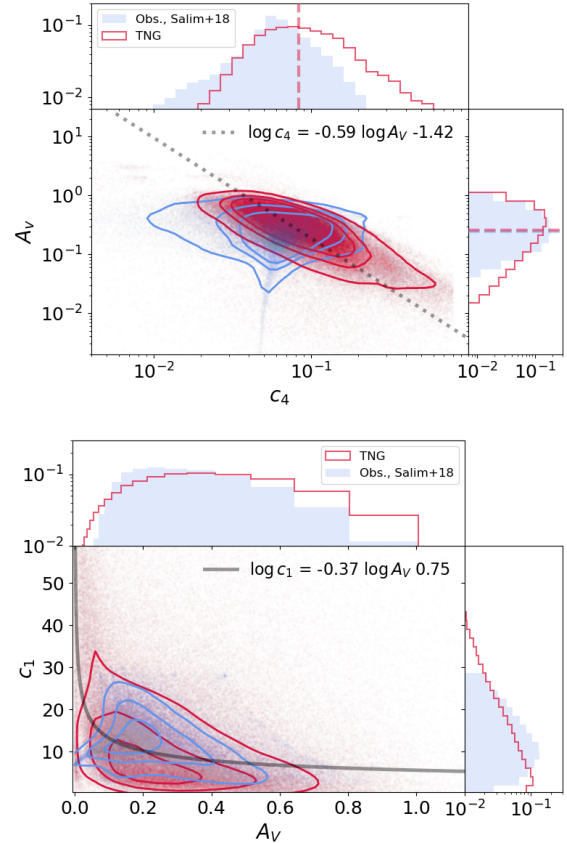 10⁻¹
10⁻²
Obs., Salim+18
TNG
log c₄ = -0.59 log A_V -1.42
10¹
10⁰
10⁻¹
10⁻²
A_V
10⁻² 10⁻¹ 10⁻² 10⁻¹
c₄
10⁻¹
10⁻²
TNG
Obs., Salim+18
log c₁ = -0.37 log A_V 0.75
50
40
30
20
10
c₁
0.0 0.2 0.4 0.6 0.8 1.0 10⁻² 10⁻¹
A_V